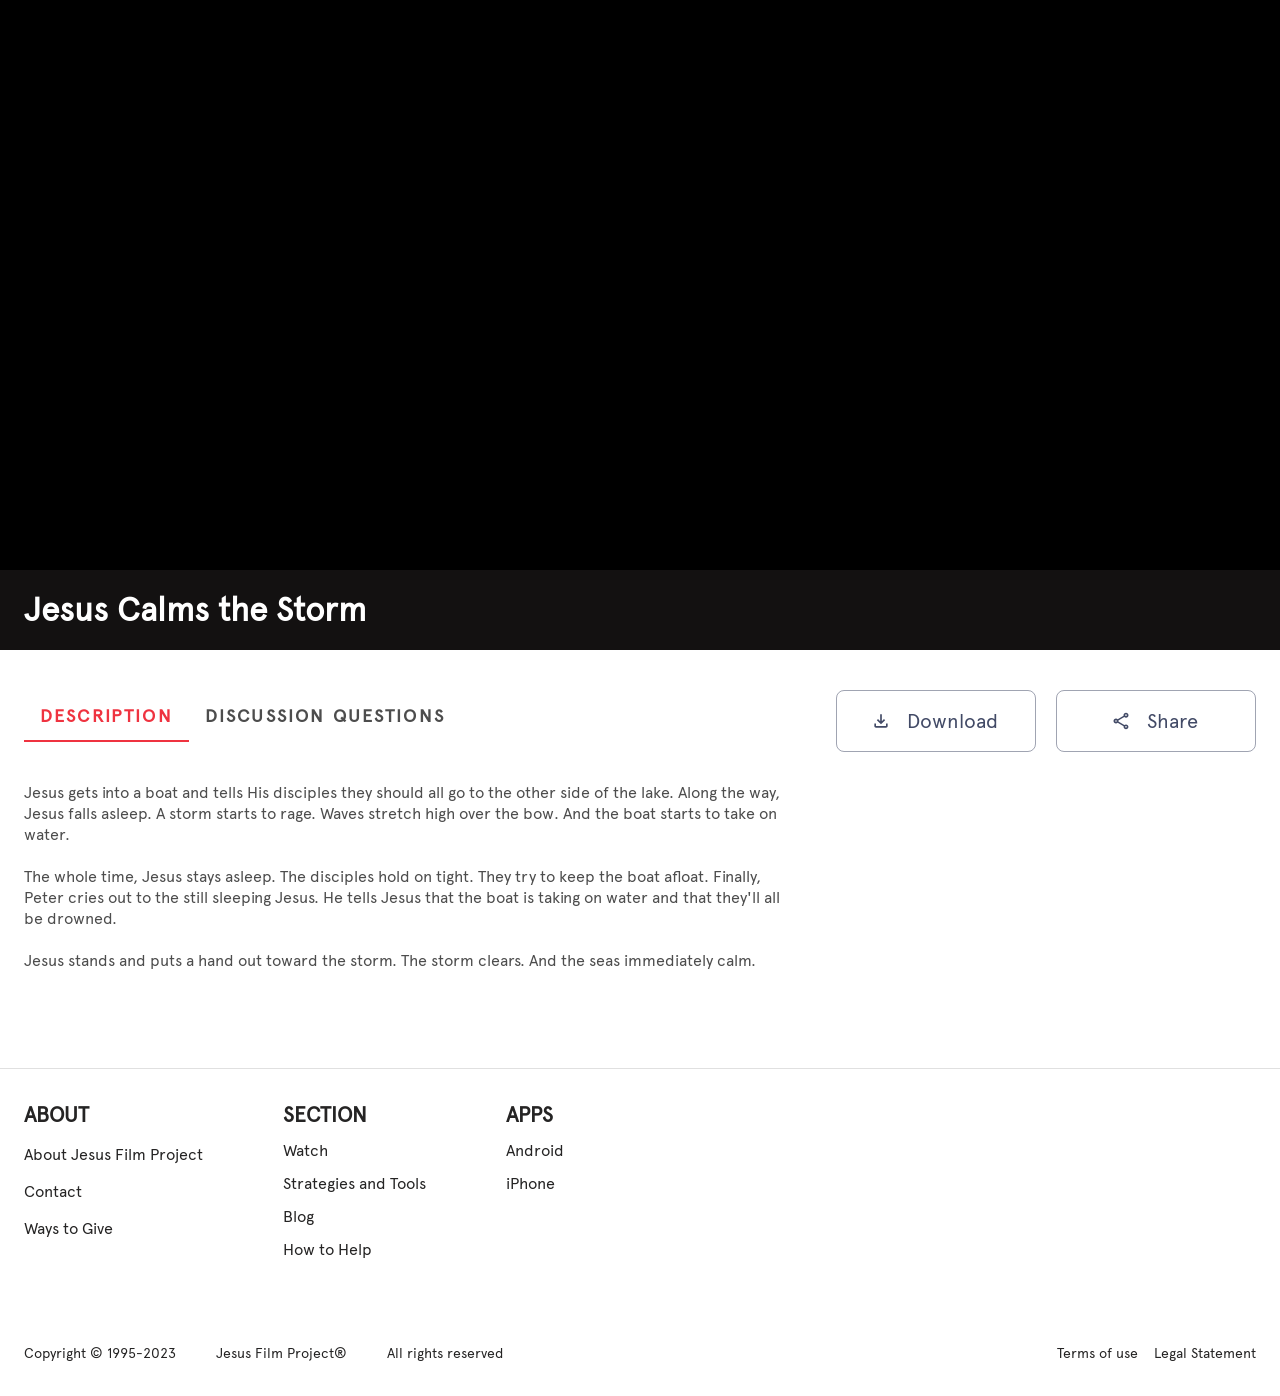 Jesus Calms the Storm
DESCRIPTION
DISCUSSION QUESTIONS
Download
Share
Jesus gets into a boat and tells His disciples they should all go to the other side of the lake. Along the way,
Jesus falls asleep. A storm starts to rage. Waves stretch high over the bow. And the boat starts to take on
water.
The whole time, Jesus stays asleep. The disciples hold on tight. They try to keep the boat afloat. Finally,
Peter cries out to the still sleeping Jesus. He tells Jesus that the boat is taking on water and that they'll all
be drowned.
Jesus stands and puts a hand out toward the storm. The storm clears. And the seas immediately calm.
ABOUT
About Jesus Film Project
Contact
Ways to Give
SECTION
Watch
Strategies and Tools
Blog
How to Help
APPS
Android
iPhone
Copyright © 1995-2023
Jesus Film Project®
All rights reserved
Terms of use
Legal Statement